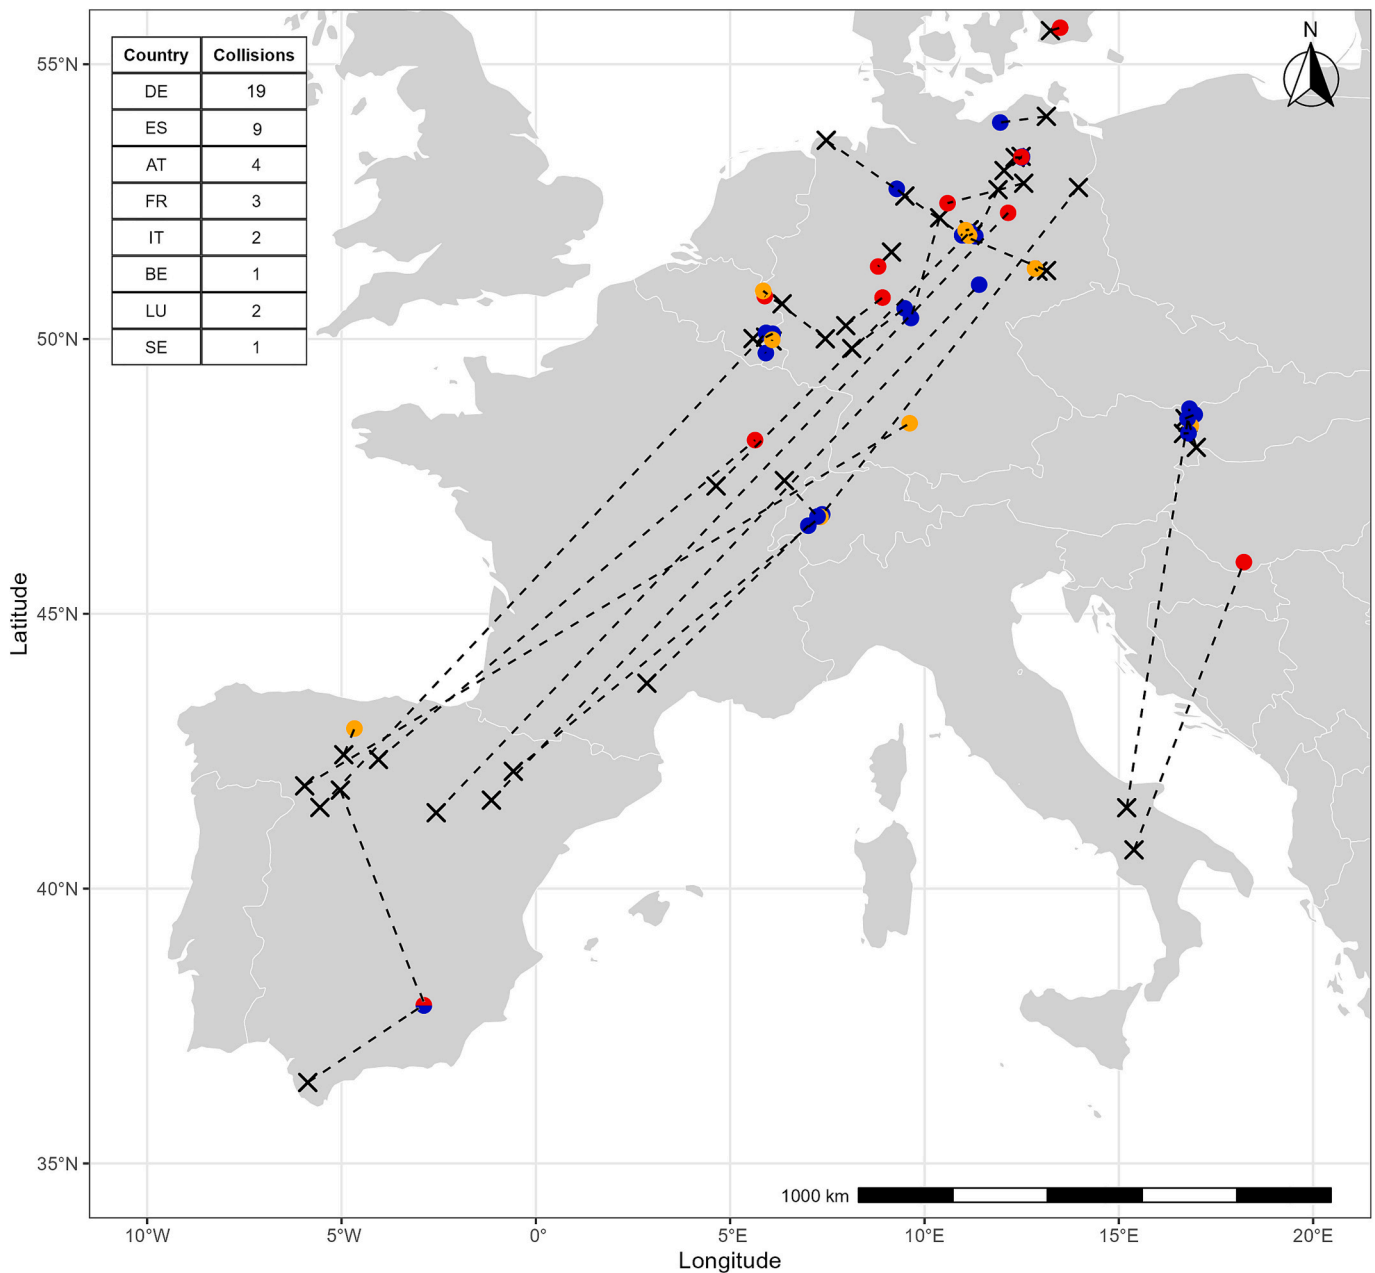 N
Country Collisions
DE 19
ES 9
AT 4
FR 3
IT 2
BE 1
LU 2
SE 1
55°N
50°N
45°N
40°N
35°N
Latitude
1000 km
10°W 5°W 0° 5°E 10°E 15°E 20°E
Longitude